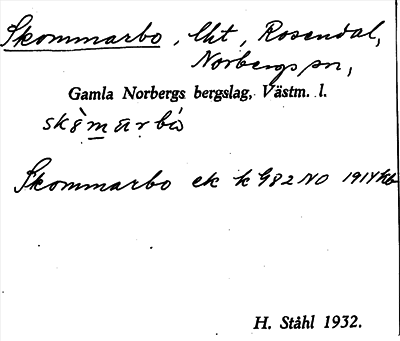 Skommarbo, lht, Rosendal,
Norbergs sn,
Gamla Norbergs bergslag, Västm. l.
Skommarbo ek k 982 NO 1914
H. Ståhl 1932.